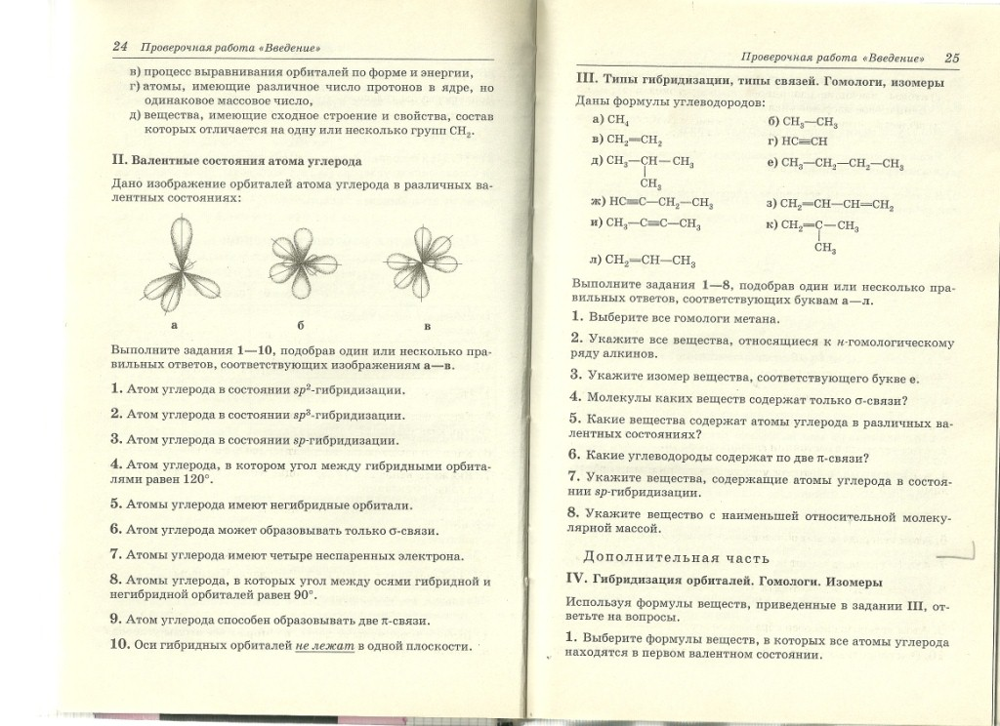 24 Проверочная работа «Введение»
в) процесс выравнивания орбиталей по форме и энергии,
г) атомы, имеющие различное число протонов в ядре, но
одинаковое массовое число,
д) вещества, имеющие сходное строение и свойства, состав
которых отличается на одну или несколько групп CH₂.
II. Валентные состояния атома углерода
Дано изображение орбиталей атома углерода в различных ва-
лентных состояниях:
а б в
Выполните задания 1—10, подобрав один или несколько пра-
вильных ответов, соответствующих изображениям а—в.
1. Атом углерода в состоянии sp²-гибридизации.
2. Атом углерода в состоянии sp³-гибридизации.
3. Атом углерода в состоянии sp-гибридизации.
4. Атом углерода, в котором угол между гибридными орбита-
лями равен 120°.
5. Атомы углерода имеют негибридные орбитали.
6. Атом углерода может образовывать только σ-связи.
7. Атомы углерода имеют четыре неспаренных электрона.
8. Атомы углерода, в которых угол между осями гибридной и
негибридной орбиталей равен 90°.
9. Атом углерода способен образовывать две π-связи.
10. Оси гибридных орбиталей не лежат в одной плоскости.
Проверочная работа «Введение» 25
III. Типы гибридизации, типы связей. Гомологи, изомеры
Даны формулы углеводородов:
а) CH₄ б) CH₃—CH₃
в) CH₂=CH₂ г) HC≡CH
д) CH₃—CH—CH₃ е) CH₃—CH₂—CH₂—CH₃
CH₃
ж) HC≡C—CH₂—CH₃ з) CH₂=CH—CH=CH₂
и) CH₃—C≡C—CH₃ к) CH₂=C—CH₃
CH₃
л) CH₂=CH—CH₃
Выполните задания 1—8, подобрав один или несколько пра-
вильных ответов, соответствующих буквам а—л.
1. Выберите все гомологи метана.
2. Укажите все вещества, относящиеся к н-гомологическому
ряду алкинов.
3. Укажите изомер вещества, соответствующего букве е.
4. Молекулы каких веществ содержат только σ-связи?
5. Какие вещества содержат атомы углерода в различных ва-
лентных состояниях?
6. Какие углеводороды содержат по две π-связи?
7. Укажите вещества, содержащие атомы углерода в состоя-
нии sp-гибридизации.
8. Укажите вещество с наименьшей относительной молеку-
лярной массой.
Дополнительная часть
IV. Гибридизация орбиталей. Гомологи. Изомеры
Используя формулы веществ, приведенные в задании III, от-
ветьте на вопросы.
1. Выберите формулы веществ, в которых все атомы углерода
находятся в первом валентном состоянии.